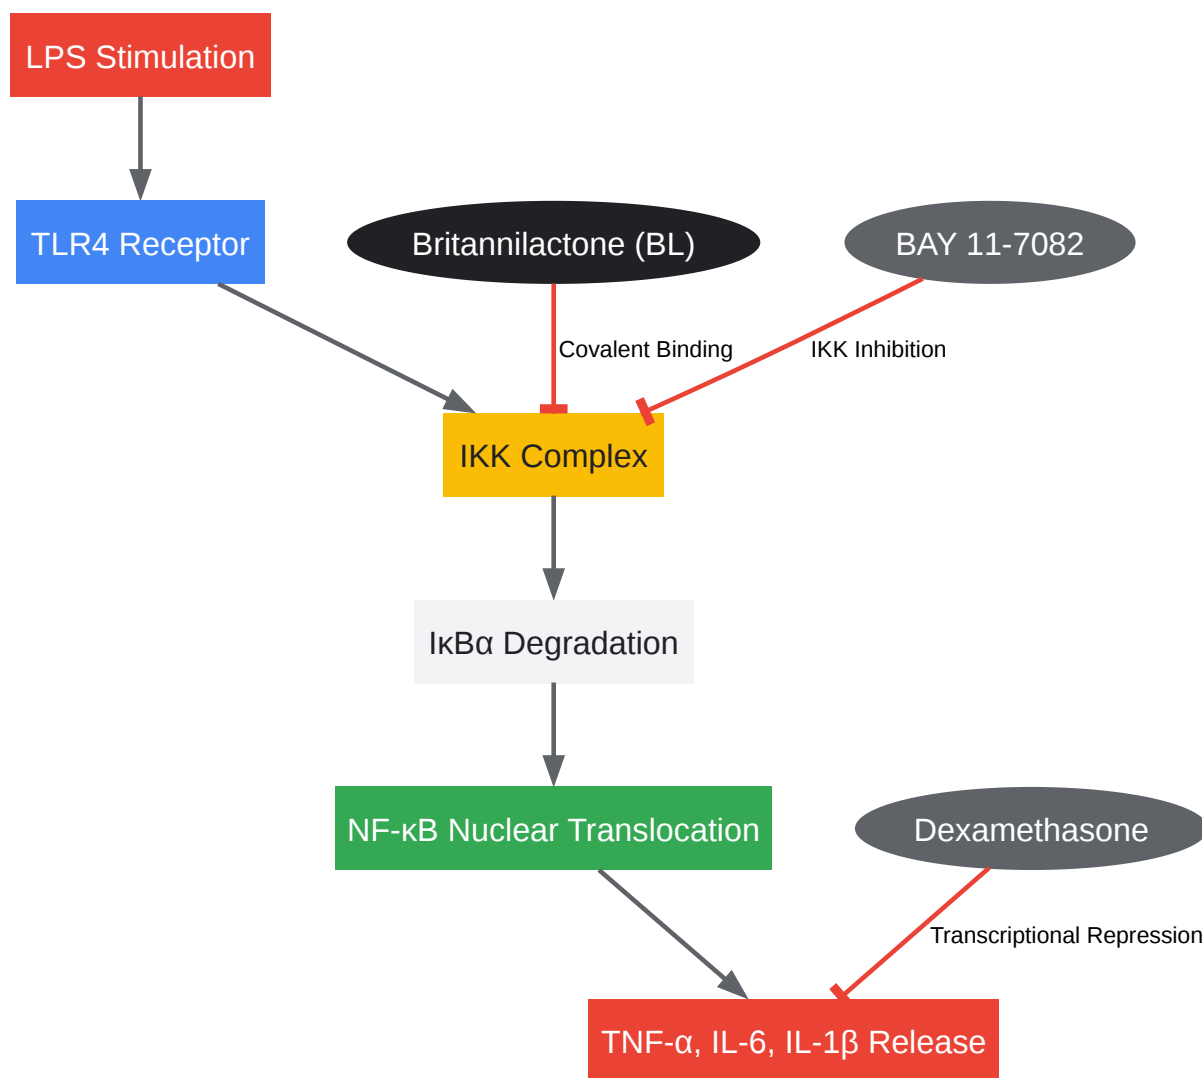 LPS Stimulation
TLR4 Receptor
Britannilactone (BL)
BAY 11-7082
Covalent Binding
IKK Inhibition
IKK Complex
IκBα Degradation
NF-κB Nuclear Translocation
Dexamethasone
Transcriptional Repression
TNF-α, IL-6, IL-1β Release